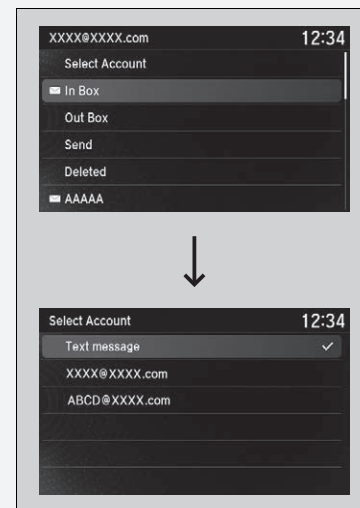 XXXX@XXXX.com 12:34
Select Account
In Box
Out Box
Send
Deleted
AAAAA
Select Account 12:34
Text message
XXXX@XXXX.com
ABCD@XXXX.com